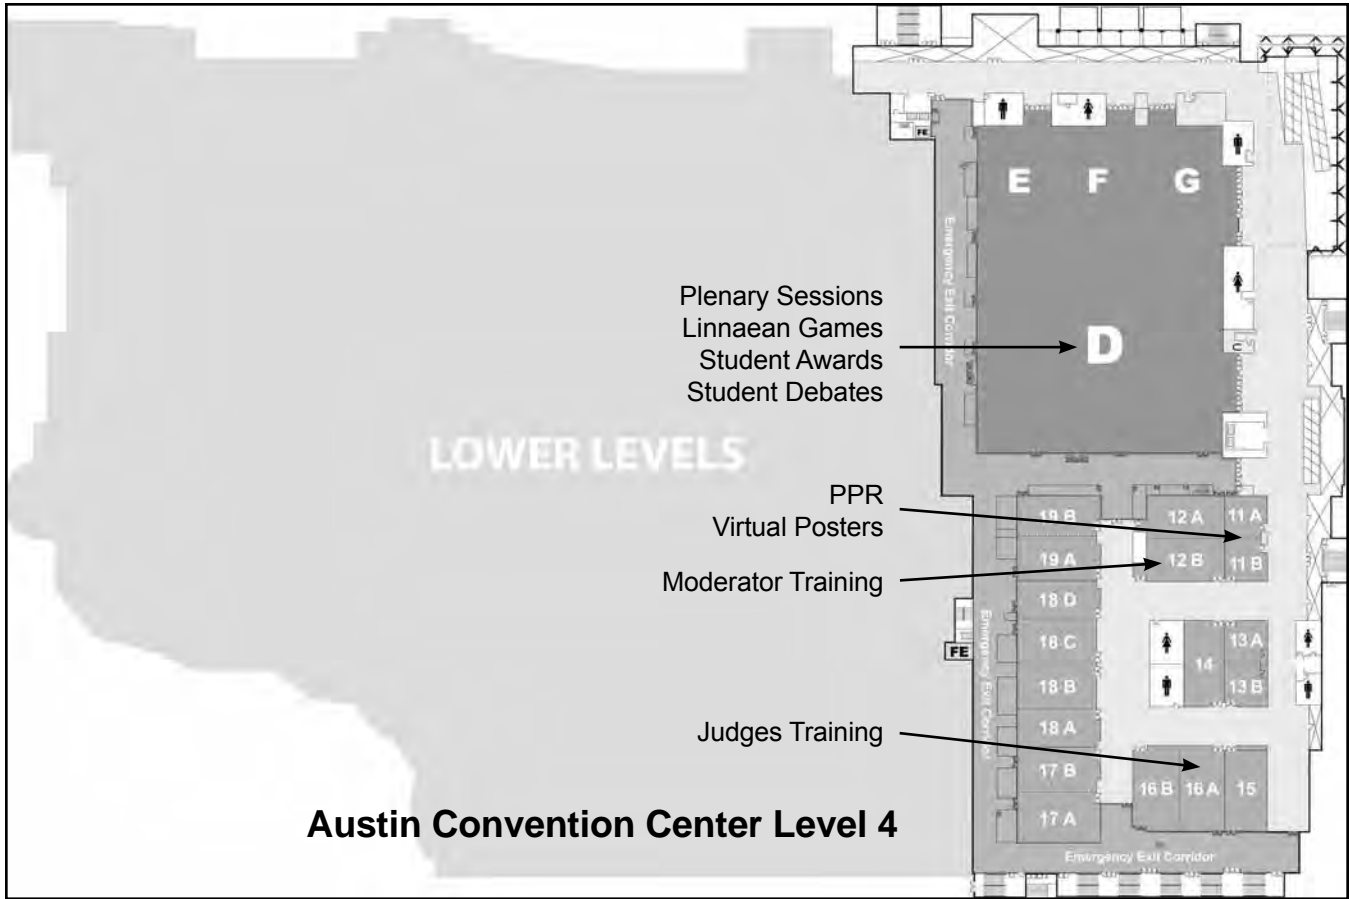 FE
E F G
Emergency Exit Corridor
Plenary Sessions
Linnaean Games
Student Awards
Student Debates
D
LOWER LEVELS
PPR
Virtual Posters
19 B
12 A
11 A
Moderator Training
19 A
12 B
11 B
18 D
Emergency Exit Corridor
FE
18 C
14
13 A
18 B
13 B
Judges Training
18 A
17 B
16 B
16 A
15
Austin Convention Center Level 4
17 A
Emergency Exit Corridor